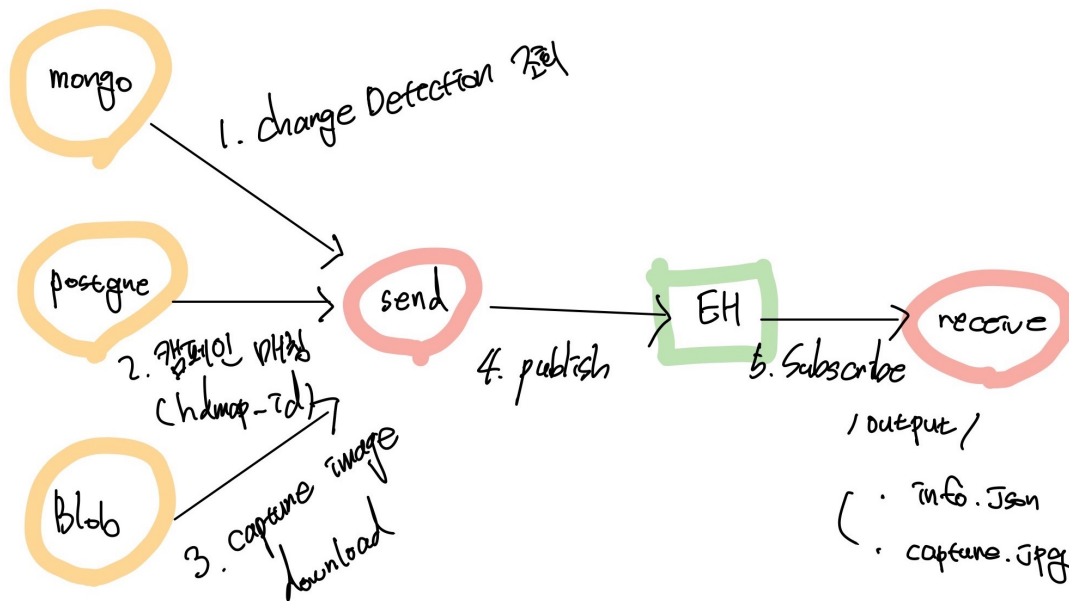 mongo
1. change Detection 조회
postgre
send
EH
receive
2. 캠페인 매칭
(hdmap_id)
4. publish
5. Subscribe
Blob
3. capture image
download
/output/
· info.Json
· capture.jpg